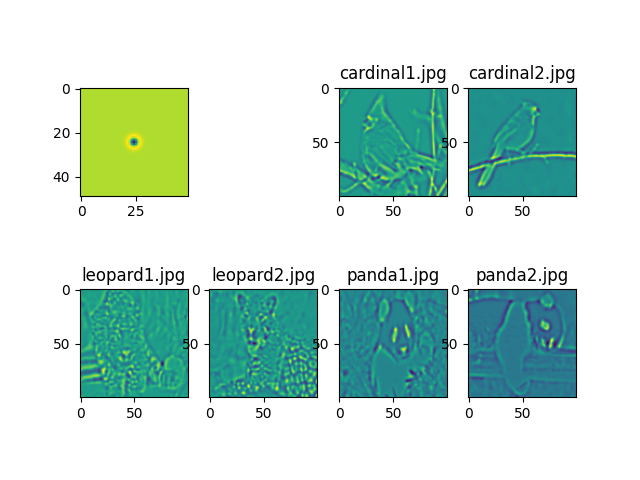 cardinal1.jpg cardinal2.jpg
0 0 0
20
50 50
40
0 25 0 50 0 50
leopard1.jpg leopard2.jpg panda1.jpg panda2.jpg
0 0 0 0
50 50 50 50
0 50 0 50 0 50 0 50